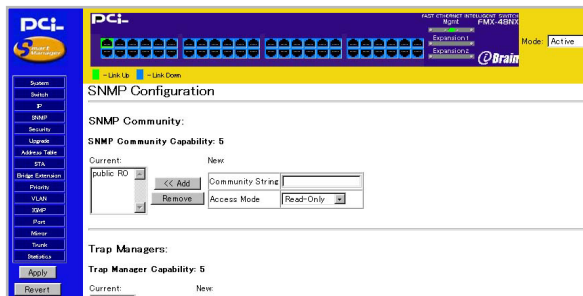 PCi-
Smart
Manager
System
Switch
IP
SNMP
Security
Upgrade
Address Table
STA
Bridge Extension
Priority
VLAN
IGMP
Port
Mirror
Trunk
Statistics
Apply
Revert
PCi-
FAST ETHERNET INTELLIGENT SWITCH
Mgmt FMX-48NX
Expansion1
Expansion2
Brain
Mode: Active
-Link Up -Link Down
SNMP Configuration
SNMP Community:
SNMP Community Capability: 5
Current: New:
public RO
<< Add Community String
Remove Access Mode Read-Only
Trap Managers:
Trap Manager Capability: 5
Current: New: